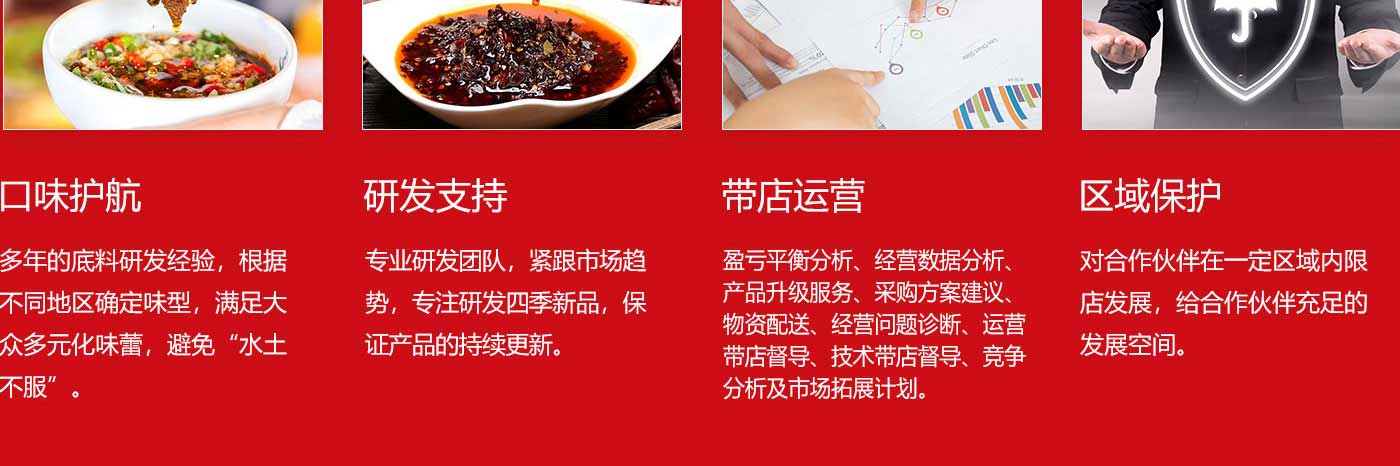 口味护航
多年的底料研发经验，根据
不同地区确定味型，满足大
众多元化味蕾，避免“水土
不服”。
研发支持
专业研发团队，紧跟市场趋
势，专注研发四季新品，保
证产品的持续更新。
带店运营
盈亏平衡分析、经营数据分析、
产品升级服务、采购方案建议、
物资配送、经营问题诊断、运营
带店督导、技术带店督导、竞争
分析及市场拓展计划。
区域保护
对合作伙伴在一定区域内限
店发展，给合作伙伴充足的
发展空间。